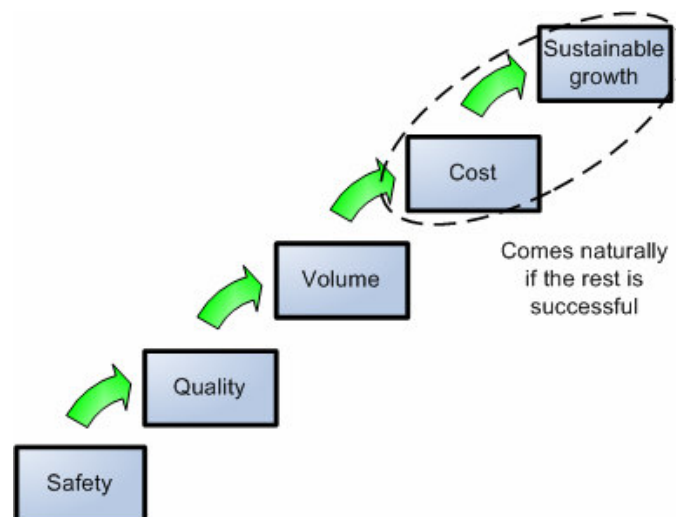 Sustainable
growth
Cost
Comes naturally
if the rest is
successful
Volume
Quality
Safety